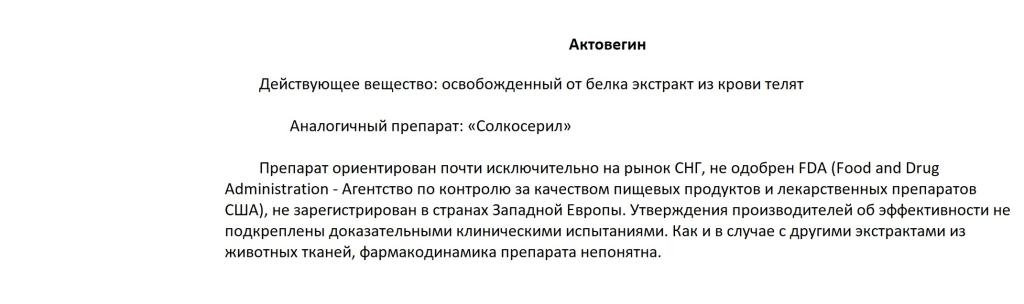 Актовегин
Действующее вещество: освобожденный от белка экстракт из крови телят
Аналогичный препарат: «Солкосерил»
Препарат ориентирован почти исключительно на рынок СНГ, не одобрен FDA (Food and Drug
Administration - Агентство по контролю за качеством пищевых продуктов и лекарственных препаратов
США), не зарегистрирован в странах Западной Европы. Утверждения производителей об эффективности не
подкреплены доказательными клиническими испытаниями. Как и в случае с другими экстрактами из
животных тканей, фармакодинамика препарата непонятна.